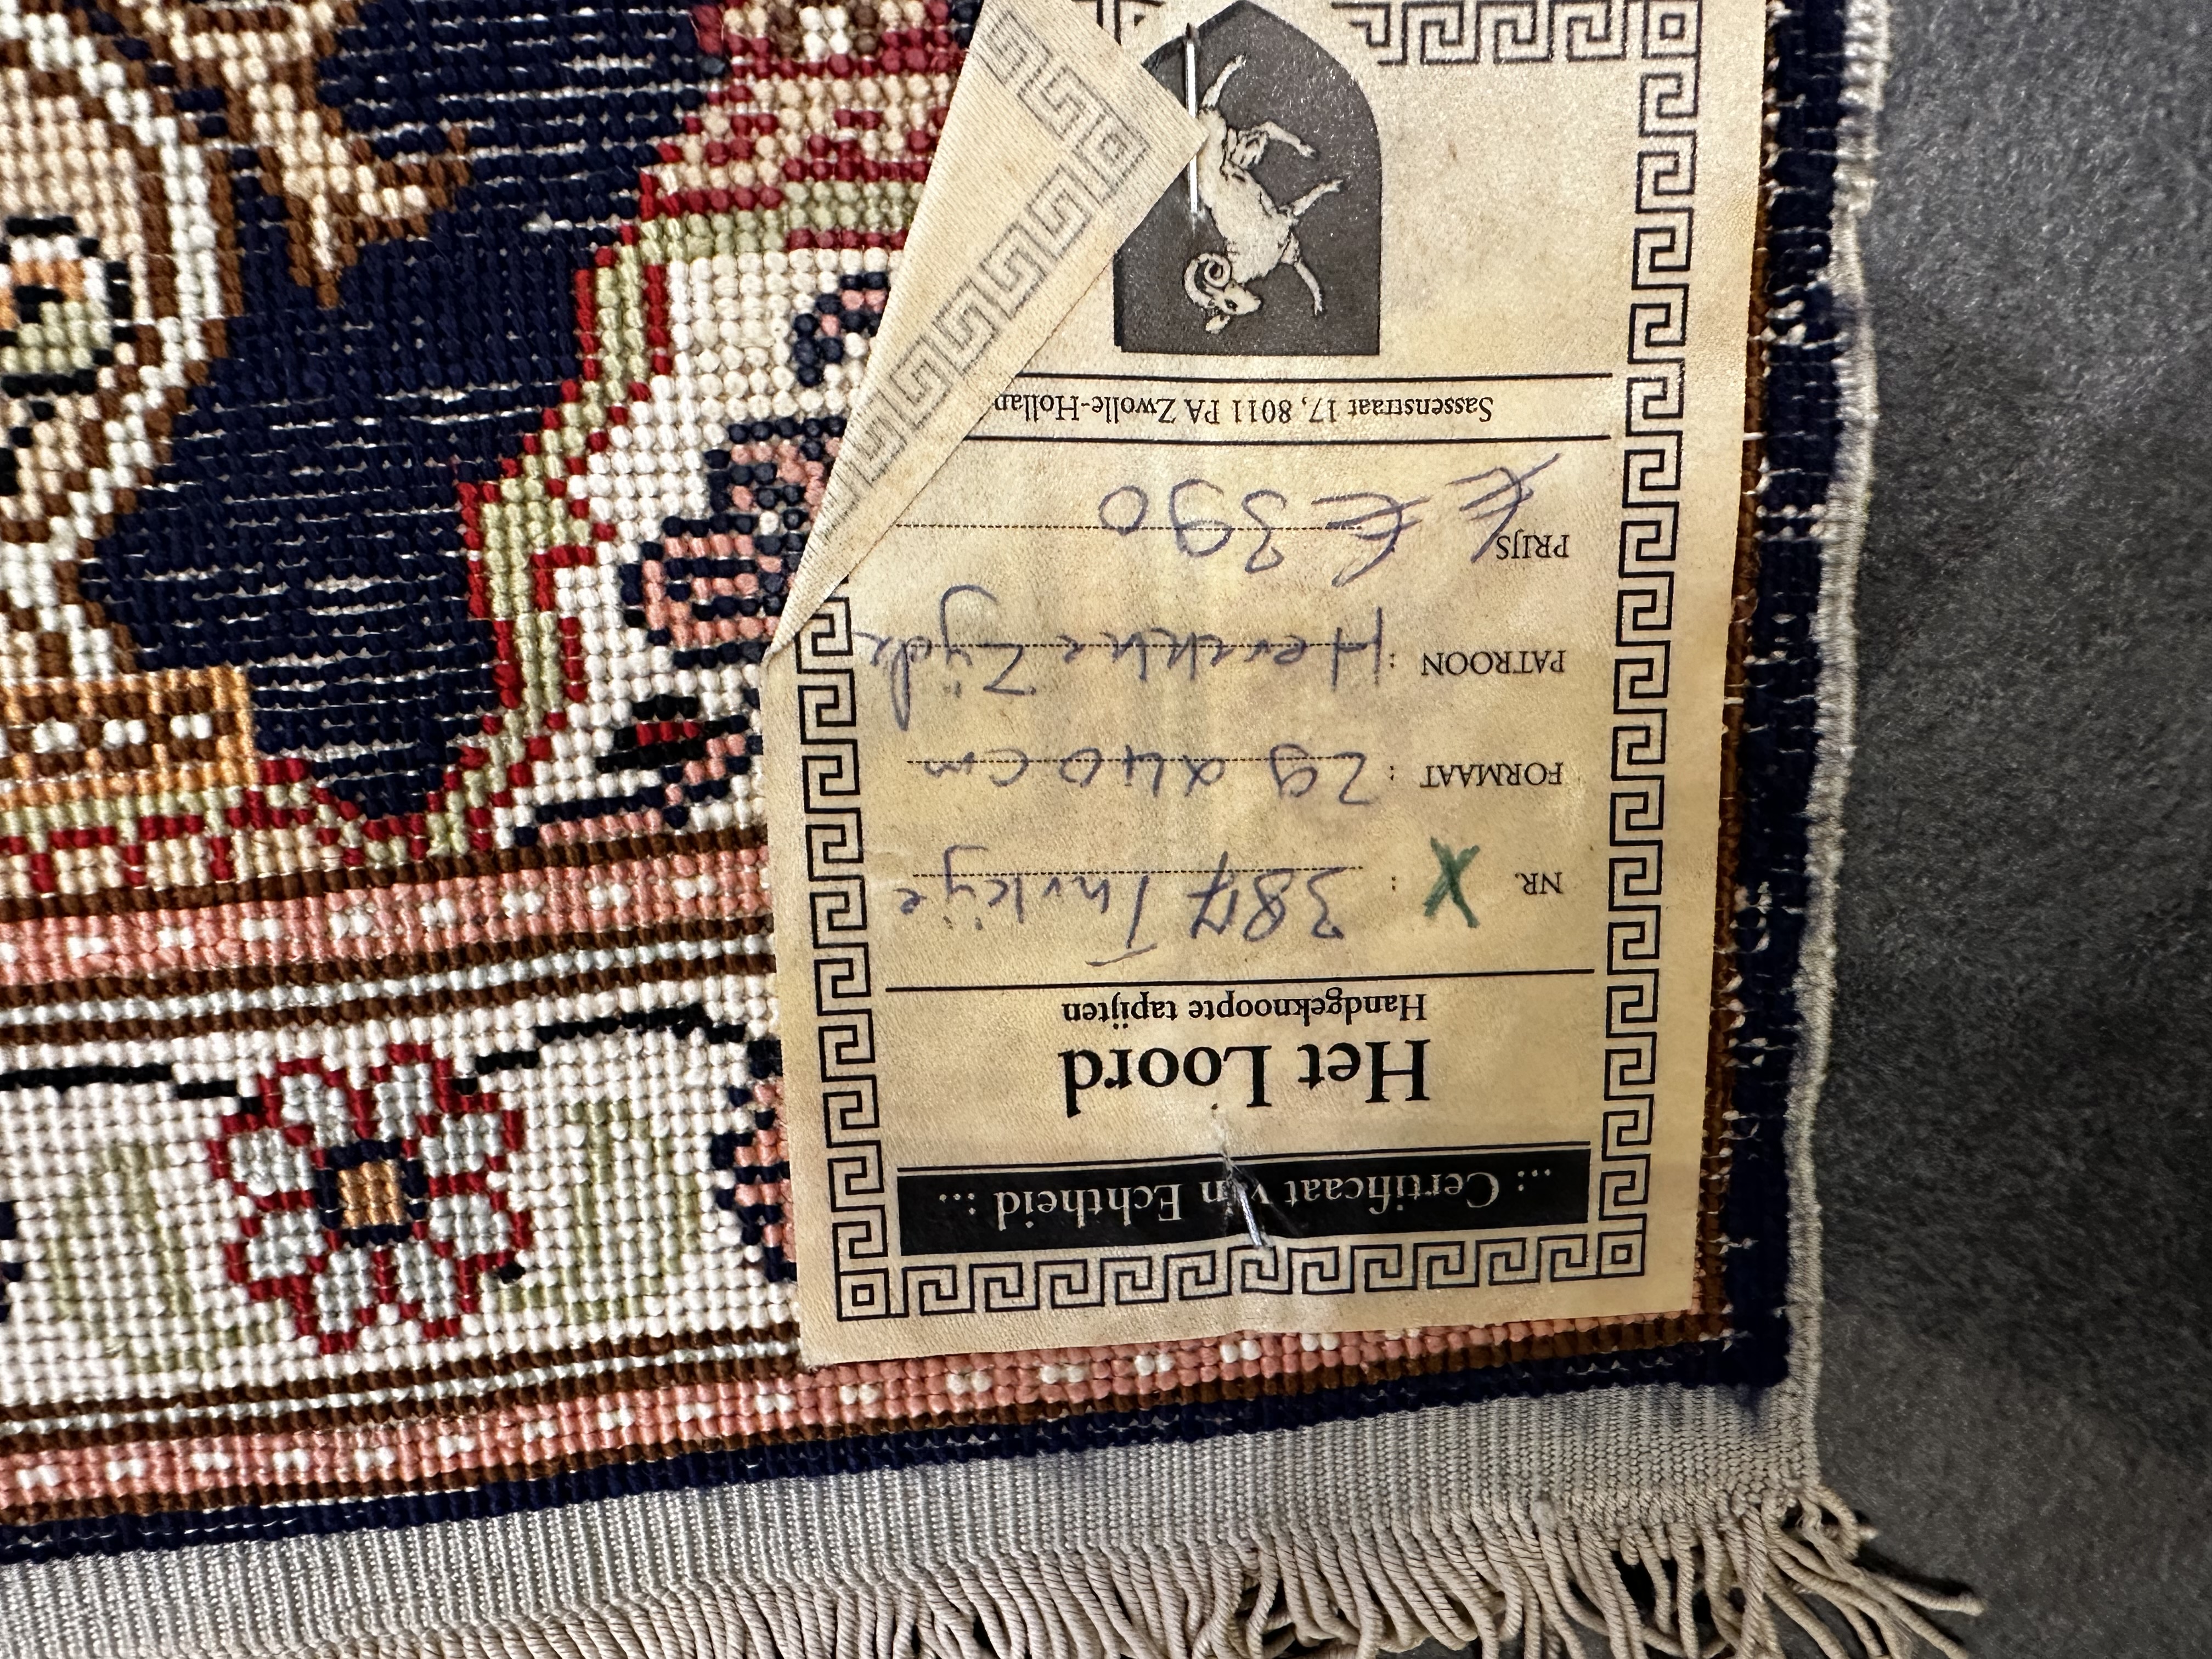 ..: Certificaat van Echtheid :..
Het Loord
Handgeknoopte tapijten
NR. X : 387 Turkije
FORMAAT : 29 x 40 cm
PATROON : Herekke Zijde
PRIJS € € 390
Sassenstraat 17, 8011 PA Zwolle-Hollan